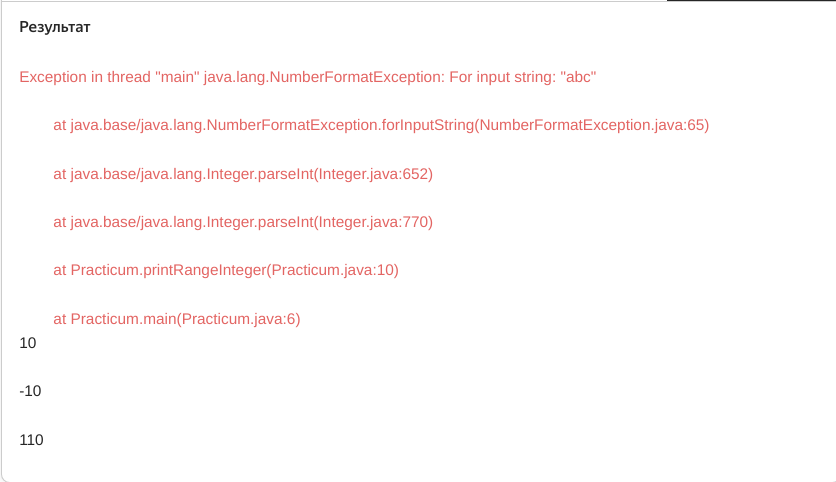 Результат
Exception in thread "main" java.lang.NumberFormatException: For input string: "abc"
at java.base/java.lang.NumberFormatException.forInputString(NumberFormatException.java:65)
at java.base/java.lang.Integer.parseInt(Integer.java:652)
at java.base/java.lang.Integer.parseInt(Integer.java:770)
at Practicum.printRangeInteger(Practicum.java:10)
at Practicum.main(Practicum.java:6)
10
-10
110